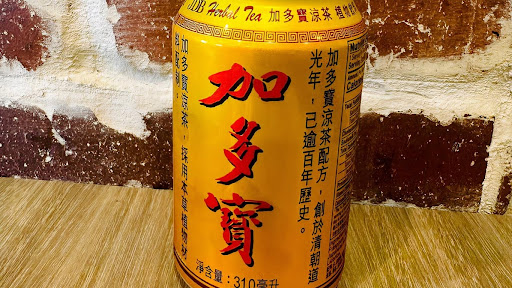 JDB Herbal Tea 加多寶涼茶 植物
加多寶涼茶配方，創於清朝道
光年，已逾百年歷史。
加多寶
加多寶涼茶，採用本草植物材
淨含量：310毫升